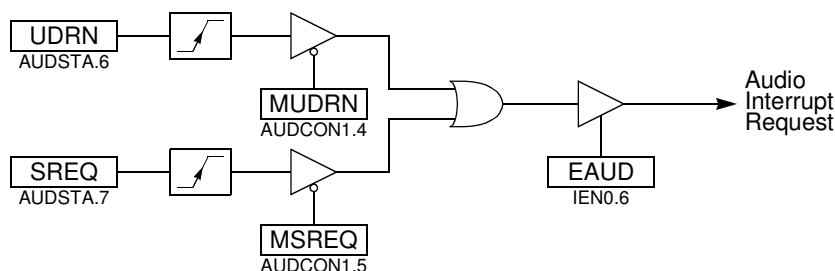 UDRN
AUDSTA.6
MUDRN
AUDCON1.4
Audio
Interrupt
Request
SREQ
AUDSTA.7
EAUD
IEN0.6
MSREQ
AUDCON1.5